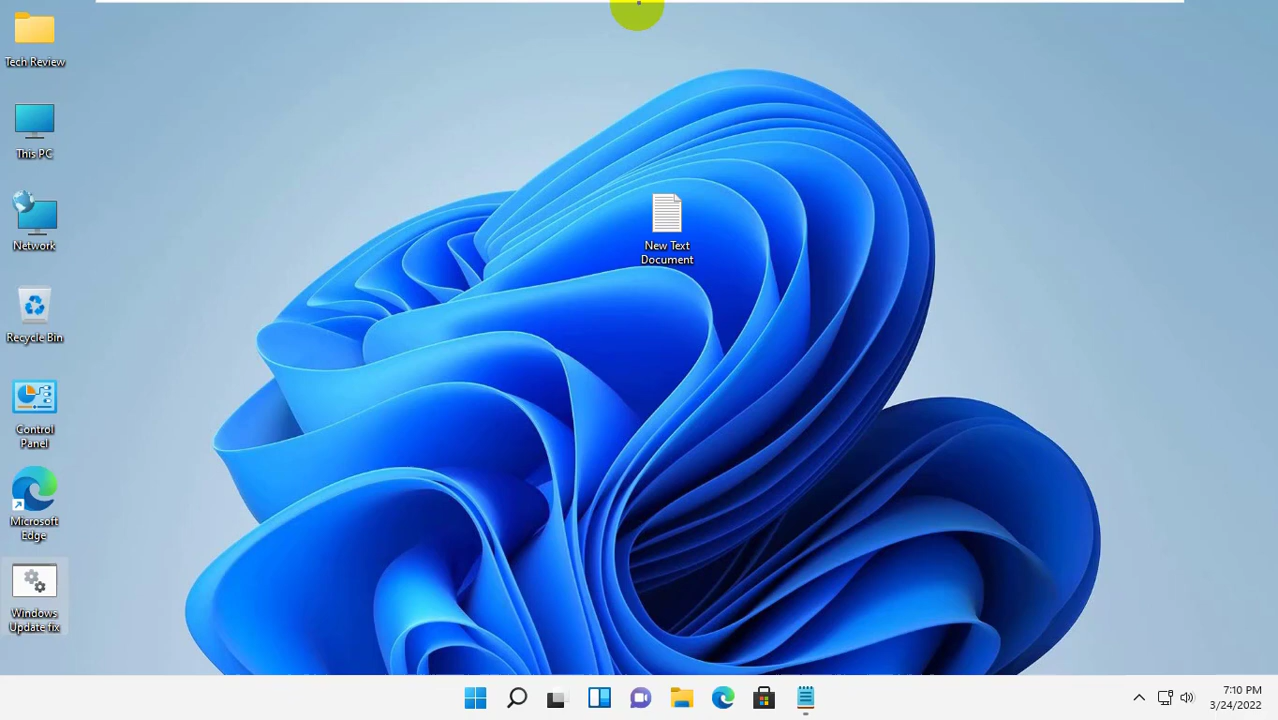 Tech Review
This PC
Network
Recycle Bin
Control
Panel
Microsoft
Edge
Windows
Update fix
New Text
Document
7:10 PM
3/24/2022